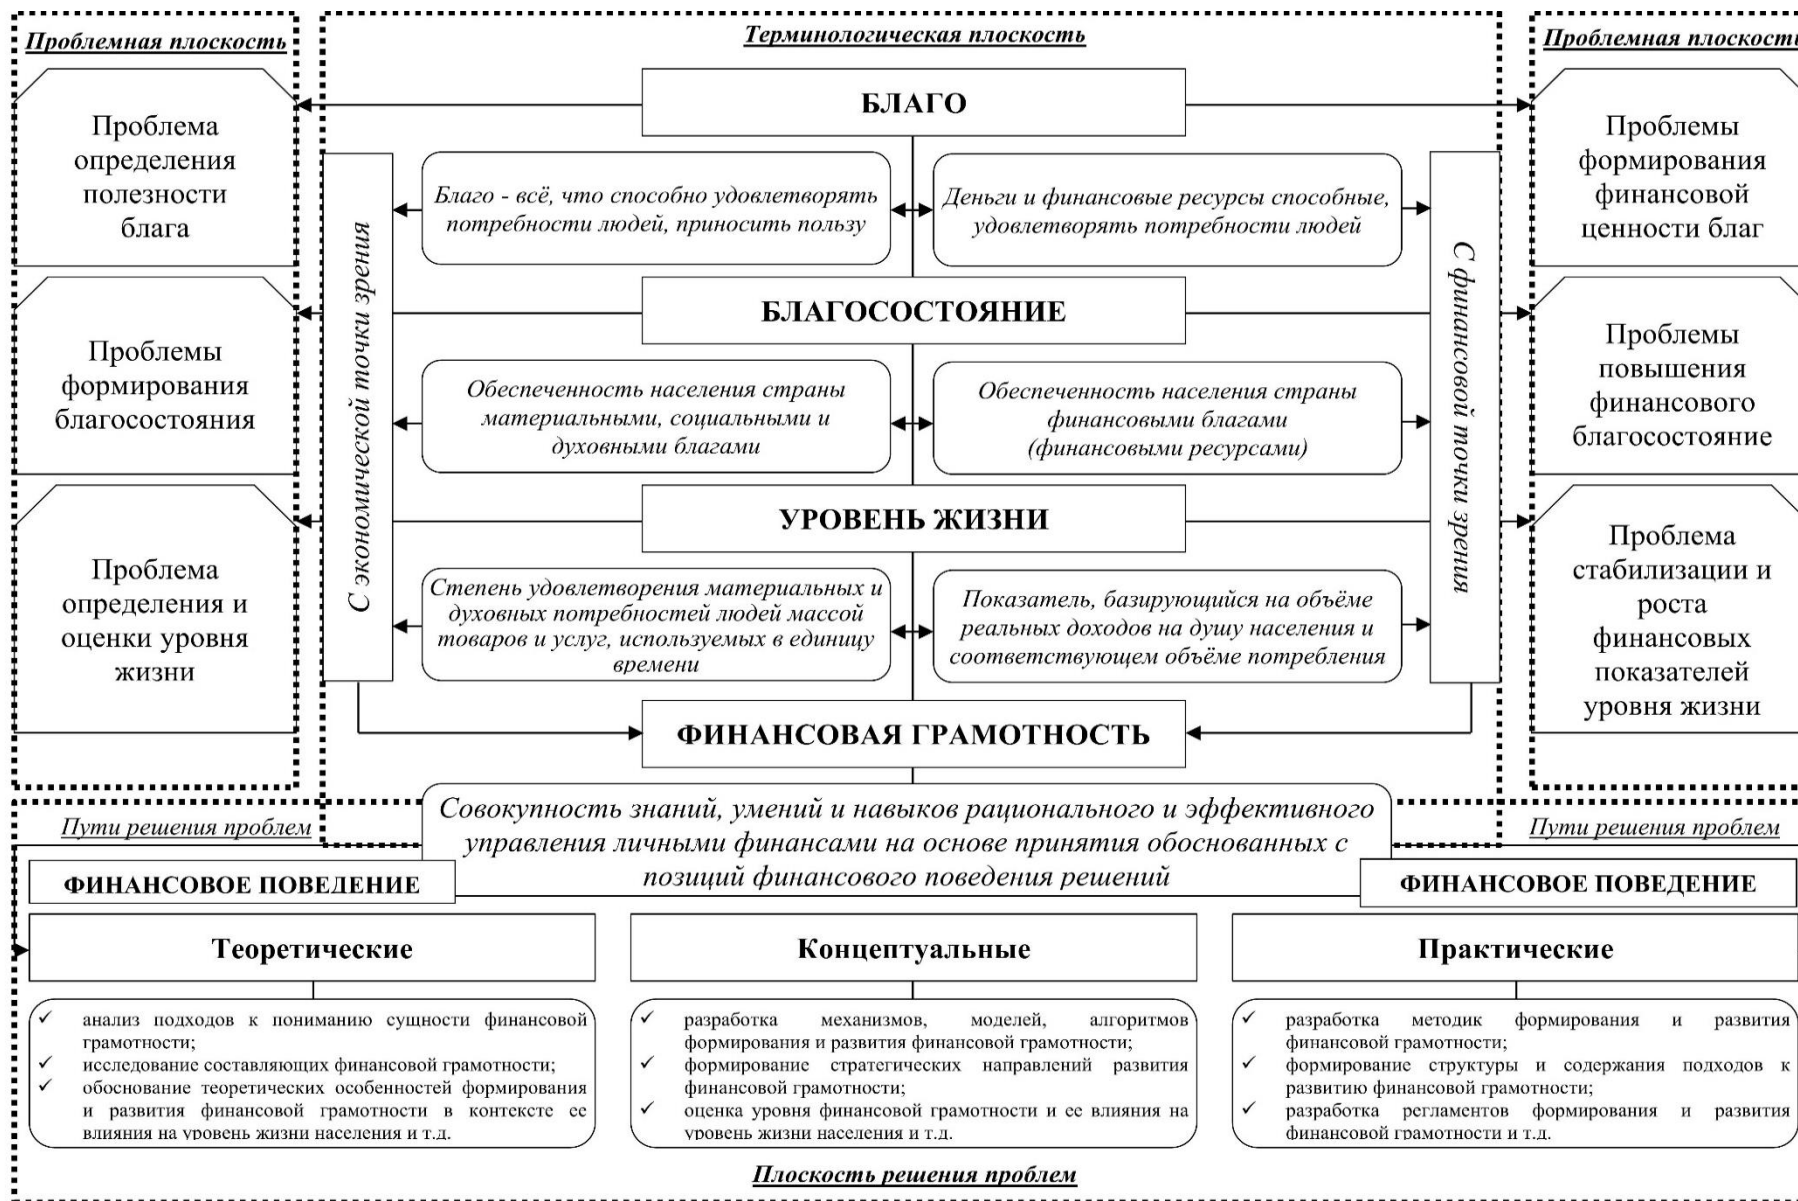 Проблемная плоскость
Терминологическая плоскость
Проблемная плоскость
БЛАГО
Проблема
определения
полезности
блага
Проблемы
формирования
финансовой
ценности благ
С экономической точки зрения
Благо - всё, что способно удовлетворять
потребности людей, приносить пользу
Деньги и финансовые ресурсы способные,
удовлетворять потребности людей
С финансовой точки зрения
БЛАГОСОСТОЯНИЕ
Проблемы
формирования
благосостояния
Проблемы
повышения
финансового
благосостояние
Обеспеченность населения страны
материальными, социальными и
духовными благами
Обеспеченность населения страны
финансовыми благами
(финансовыми ресурсами)
УРОВЕНЬ ЖИЗНИ
Проблема
определения и
оценки уровня
жизни
Проблема
стабилизации и
роста
финансовых
показателей
уровня жизни
Степень удовлетворения материальных и
духовных потребностей людей массой
товаров и услуг, используемых в единицу
времени
Показатель, базирующийся на объёме
реальных доходов на душу населения и
соответствующем объёме потребления
ФИНАНСОВАЯ ГРАМОТНОСТЬ
Совокупность знаний, умений и навыков рационального и эффективного
управления личными финансами на основе принятия обоснованных с
позиций финансового поведения решений
Пути решения проблем
Пути решения проблем
ФИНАНСОВОЕ ПОВЕДЕНИЕ
ФИНАНСОВОЕ ПОВЕДЕНИЕ
Теоретические
Концептуальные
Практические
✓ анализ подходов к пониманию сущности финансовой
грамотности;
✓ исследование составляющих финансовой грамотности;
✓ обоснование теоретических особенностей формирования
и развития финансовой грамотности в контексте ее
влияния на уровень жизни населения и т.д.
✓ разработка механизмов, моделей, алгоритмов
формирования и развития финансовой грамотности;
✓ формирование стратегических направлений развития
финансовой грамотности;
✓ оценка уровня финансовой грамотности и ее влияния на
уровень жизни населения и т.д.
✓ разработка методик формирования и развития
финансовой грамотности;
✓ формирование структуры и содержания подходов к
развитию финансовой грамотности;
✓ разработка регламентов формирования и развития
финансовой грамотности и т.д.
Плоскость решения проблем